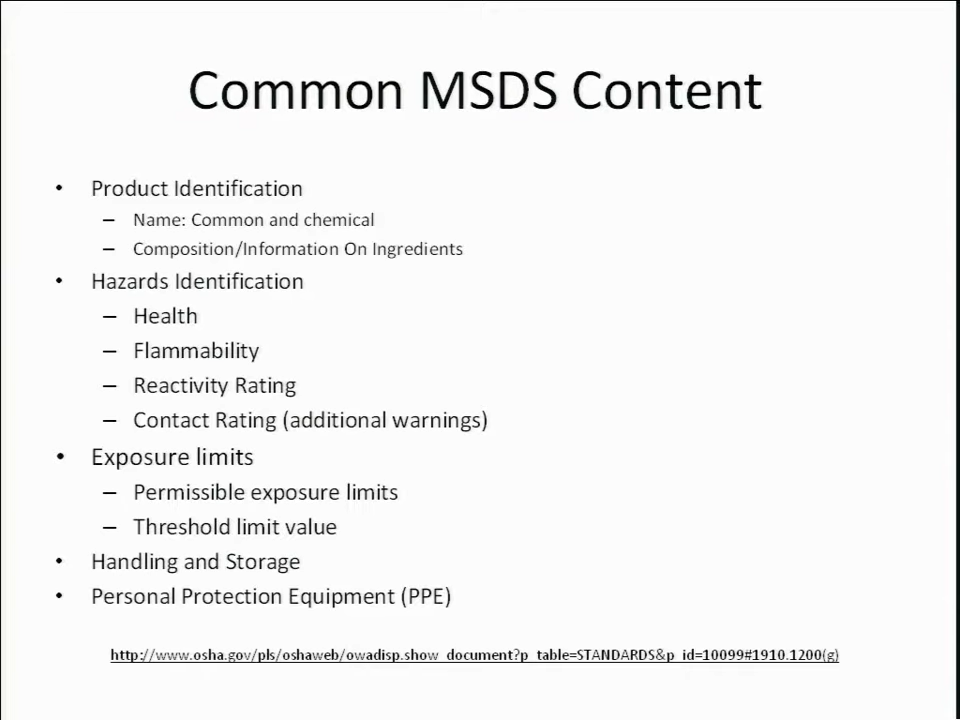 Common MSDS Content
• Product Identification
– Name: Common and chemical
– Composition/Information On Ingredients
• Hazards Identification
– Health
– Flammability
– Reactivity Rating
– Contact Rating (additional warnings)
• Exposure limits
– Permissible exposure limits
– Threshold limit value
• Handling and Storage
• Personal Protection Equipment (PPE)
http://www.osha.gov/pls/oshaweb/owadisp.show_document?p_table=STANDARDS&p_id=10099#1910.1200(g)